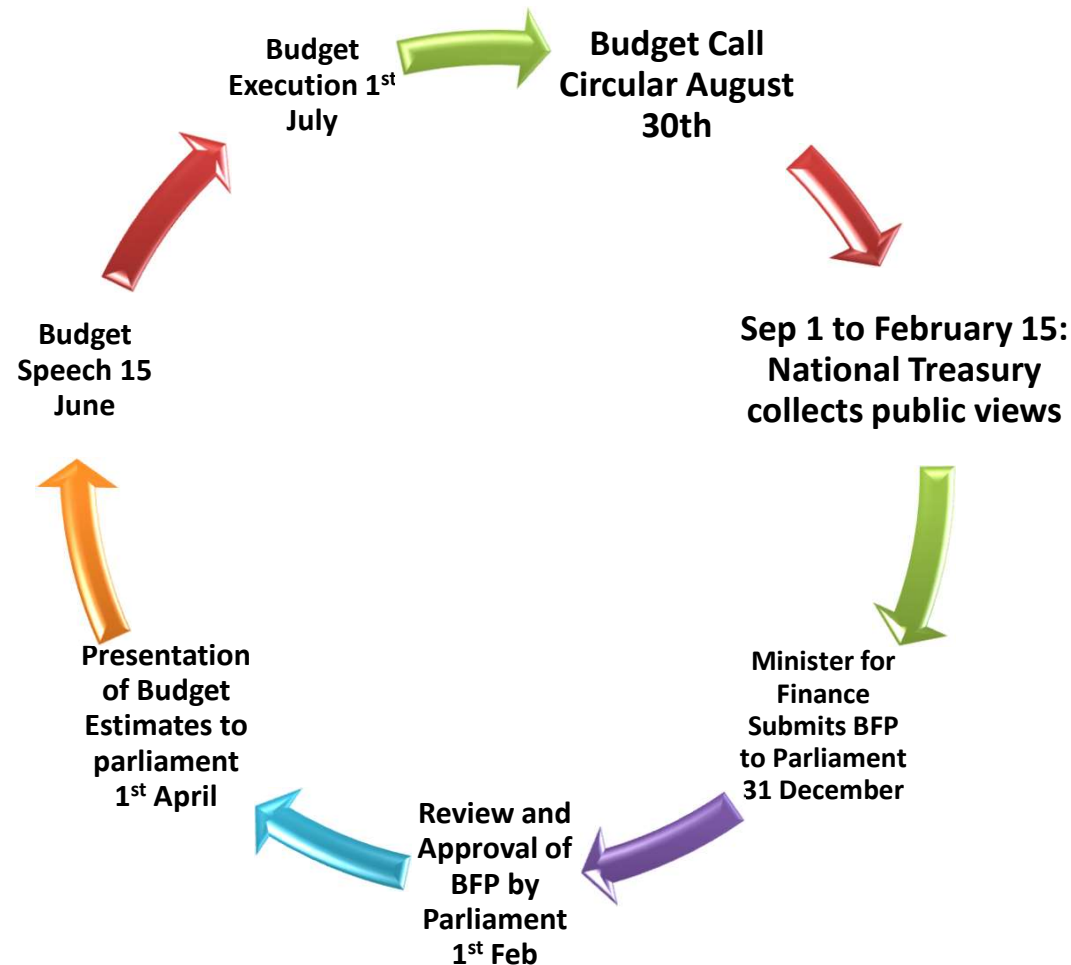 Budget
Execution 1st
July
Budget Call
Circular August
30th
Sep 1 to February 15:
National Treasury
collects public views
Minister for
Finance
Submits BFP
to Parliament
31 December
Review and
Approval of
BFP by
Parliament
1st Feb
Presentation
of Budget
Estimates to
parliament
1st April
Budget
Speech 15
June